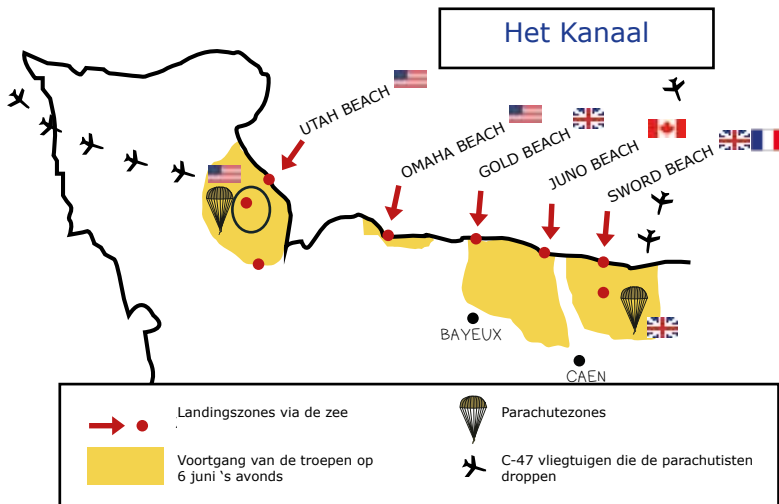 Het Kanaal
UTAH BEACH
OMAHA BEACH
GOLD BEACH
JUNO BEACH
SWORD BEACH
BAYEUX
CAEN
Landingszones via de zee
Parachutezones
Voortgang van de troepen op
6 juni ‘s avonds
C-47 vliegtuigen die de parachutisten
droppen